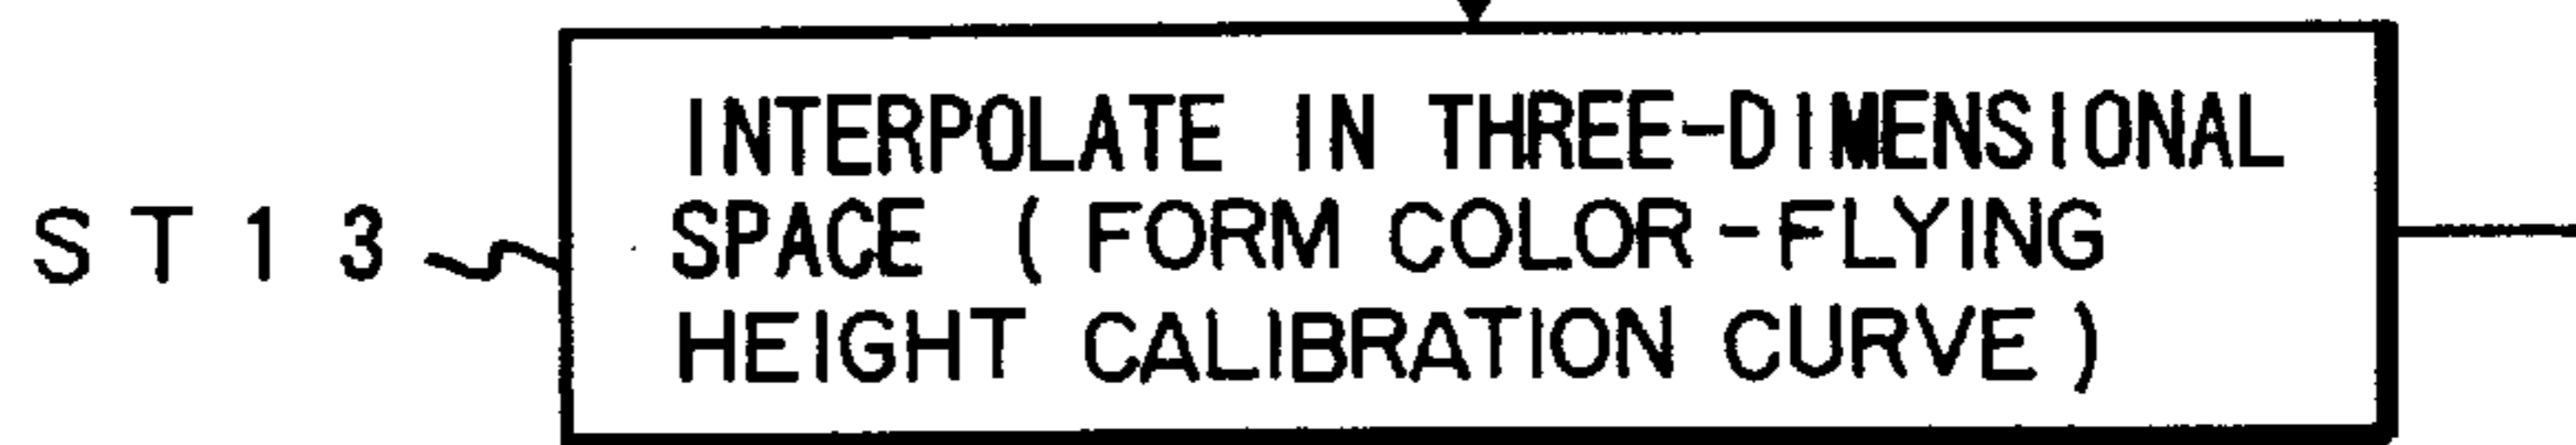 INTERPOLATE IN THREE-DIMENSIONAL
ST13 SPACE (FORM COLOR-FLYING
HEIGHT CALIBRATION CURVE)